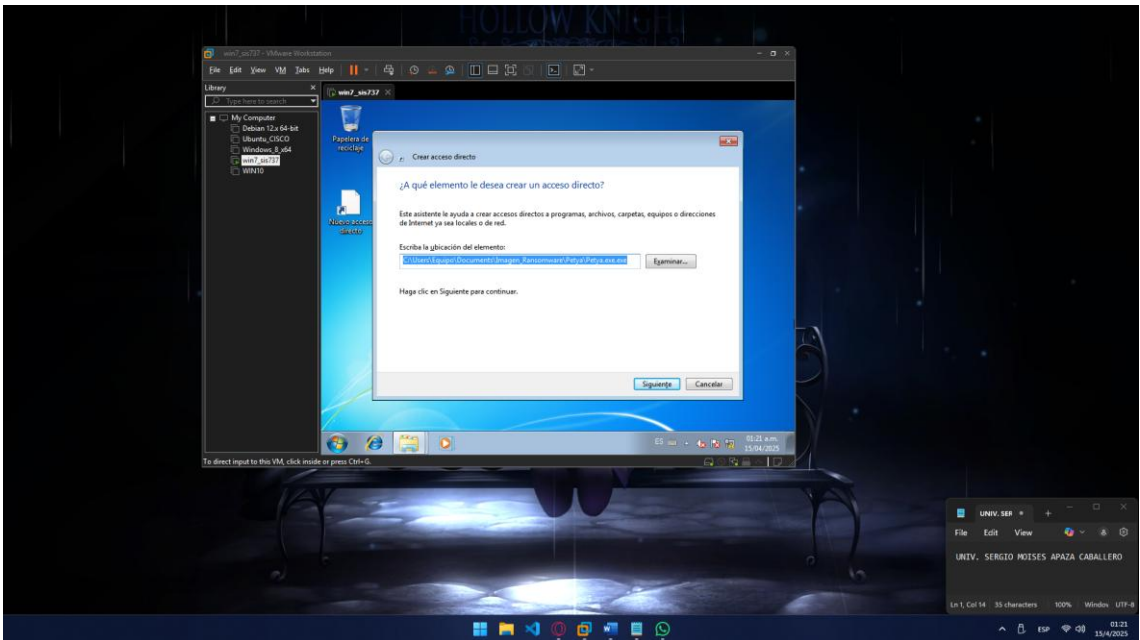 HOLLOW KNIGHT
win7_sis737 - VMware Workstation
File Edit View VM Tabs Help
Library
Type here to search
win7_sis737
My Computer
Debian 12.x 64-bit
Ubuntu_CISCO
Windows_8_x64
win7_sis737
WIN10
Papelera de
reciclaje
Nuevo acceso
directo
Crear acceso directo
¿A qué elemento le desea crear un acceso directo?
Este asistente le ayuda a crear accesos directos a programas, archivos, carpetas, equipos o direcciones
de Internet ya sea locales o de red.
Escriba la ubicación del elemento:
C:\Users\Equipo\Documents\Imagen_Ransomware\Petya\Petya.exe.exe
Examinar...
Haga clic en Siguiente para continuar.
Siguiente Cancelar
ES
01:21 a.m.
15/04/2025
To direct input to this VM, click inside or press Ctrl+G.
UNIV. SER
File Edit View
UNIV. SERGIO MOISES APAZA CABALLERO
Ln 1, Col 14 35 characters 100% Window UTF-8
ESP
01:21
15/4/2025